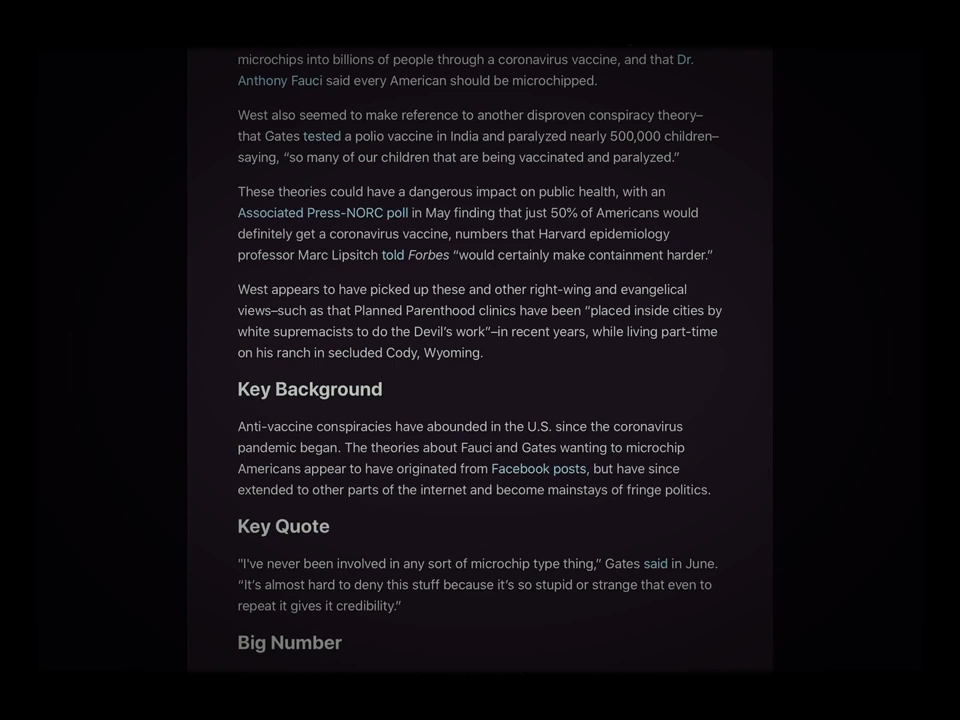 microchips into billions of people through a coronavirus vaccine, and that Dr.
Anthony Fauci said every American should be microchipped.
West also seemed to make reference to another disproven conspiracy theory–
that Gates tested a polio vaccine in India and paralyzed nearly 500,000 children–
saying, “so many of our children that are being vaccinated and paralyzed.”
These theories could have a dangerous impact on public health, with an
Associated Press-NORC poll in May finding that just 50% of Americans would
definitely get a coronavirus vaccine, numbers that Harvard epidemiology
professor Marc Lipsitch told Forbes “would certainly make containment harder.”
West appears to have picked up these and other right-wing and evangelical
views–such as that Planned Parenthood clinics have been “placed inside cities by
white supremacists to do the Devil’s work”–in recent years, while living part-time
on his ranch in secluded Cody, Wyoming.
Key Background
Anti-vaccine conspiracies have abounded in the U.S. since the coronavirus
pandemic began. The theories about Fauci and Gates wanting to microchip
Americans appear to have originated from Facebook posts, but have since
extended to other parts of the internet and become mainstays of fringe politics.
Key Quote
"I’ve never been involved in any sort of microchip type thing,” Gates said in June.
“It’s almost hard to deny this stuff because it’s so stupid or strange that even to
repeat it gives it credibility.”
Big Number